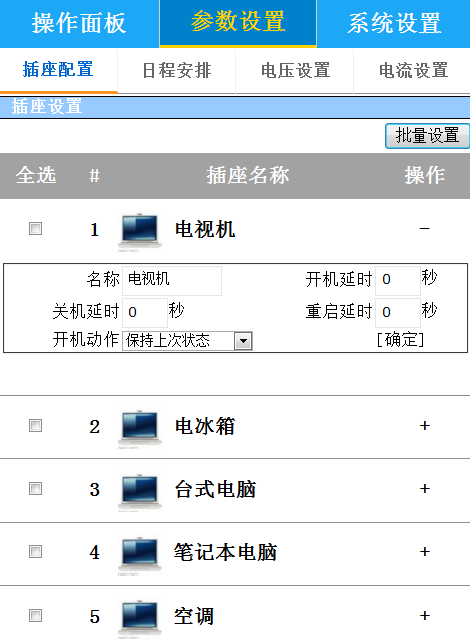 操作面板 参数设置 系统设置
插座配置 日程安排 电压设置 电流设置
插座设置
批量设置
全选 # 插座名称 操作
1 电视机 -
名称 电视机 开机延时 0 秒
关机延时 0 秒 重启延时 0 秒
开机动作 保持上次状态 [确定]
2 电冰箱 +
3 台式电脑 +
4 笔记本电脑 +
5 空调 +